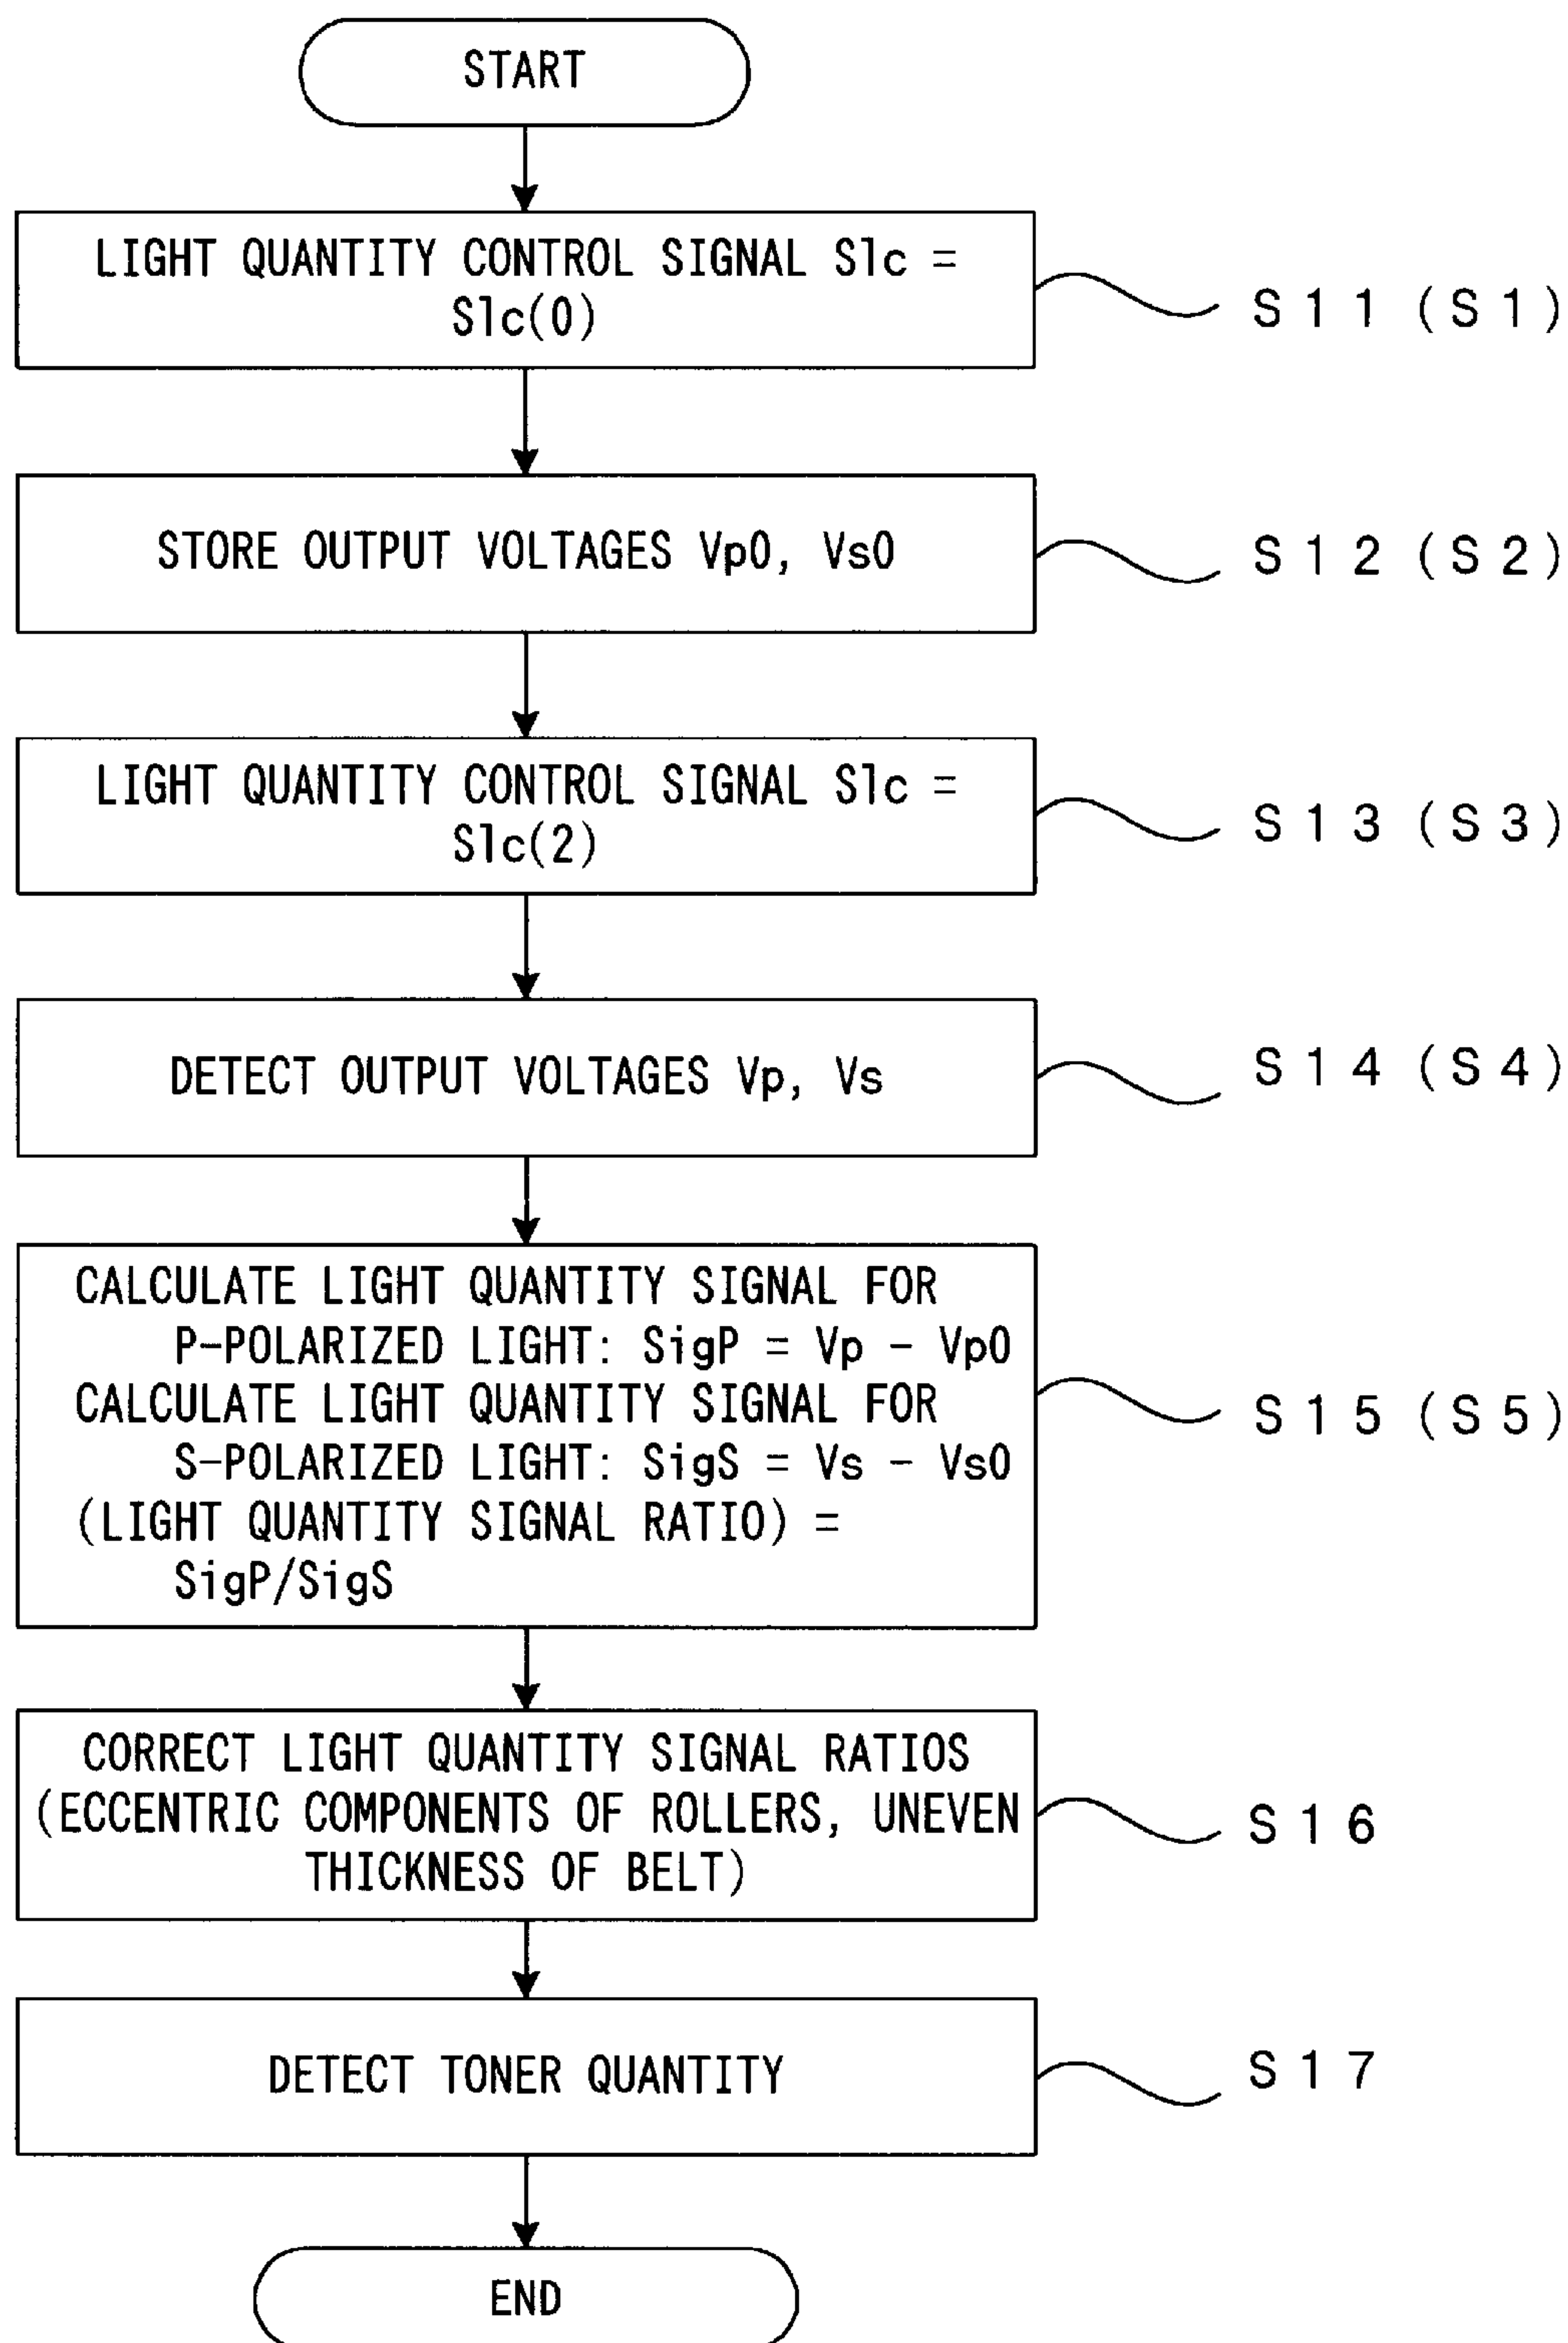 START
LIGHT QUANTITY CONTROL SIGNAL Slc =
Slc(0)
S11(S1)
STORE OUTPUT VOLTAGES Vp0, Vs0
S12(S2)
LIGHT QUANTITY CONTROL SIGNAL Slc =
Slc(2)
S13(S3)
DETECT OUTPUT VOLTAGES Vp, Vs
S14(S4)
CALCULATE LIGHT QUANTITY SIGNAL FOR
P-POLARIZED LIGHT: SigP = Vp - Vp0
CALCULATE LIGHT QUANTITY SIGNAL FOR
S-POLARIZED LIGHT: SigS = Vs - Vs0
(LIGHT QUANTITY SIGNAL RATIO) =
SigP/SigS
S15(S5)
CORRECT LIGHT QUANTITY SIGNAL RATIOS
(ECCENTRIC COMPONENTS OF ROLLERS, UNEVEN
THICKNESS OF BELT)
S16
DETECT TONER QUANTITY
S17
END